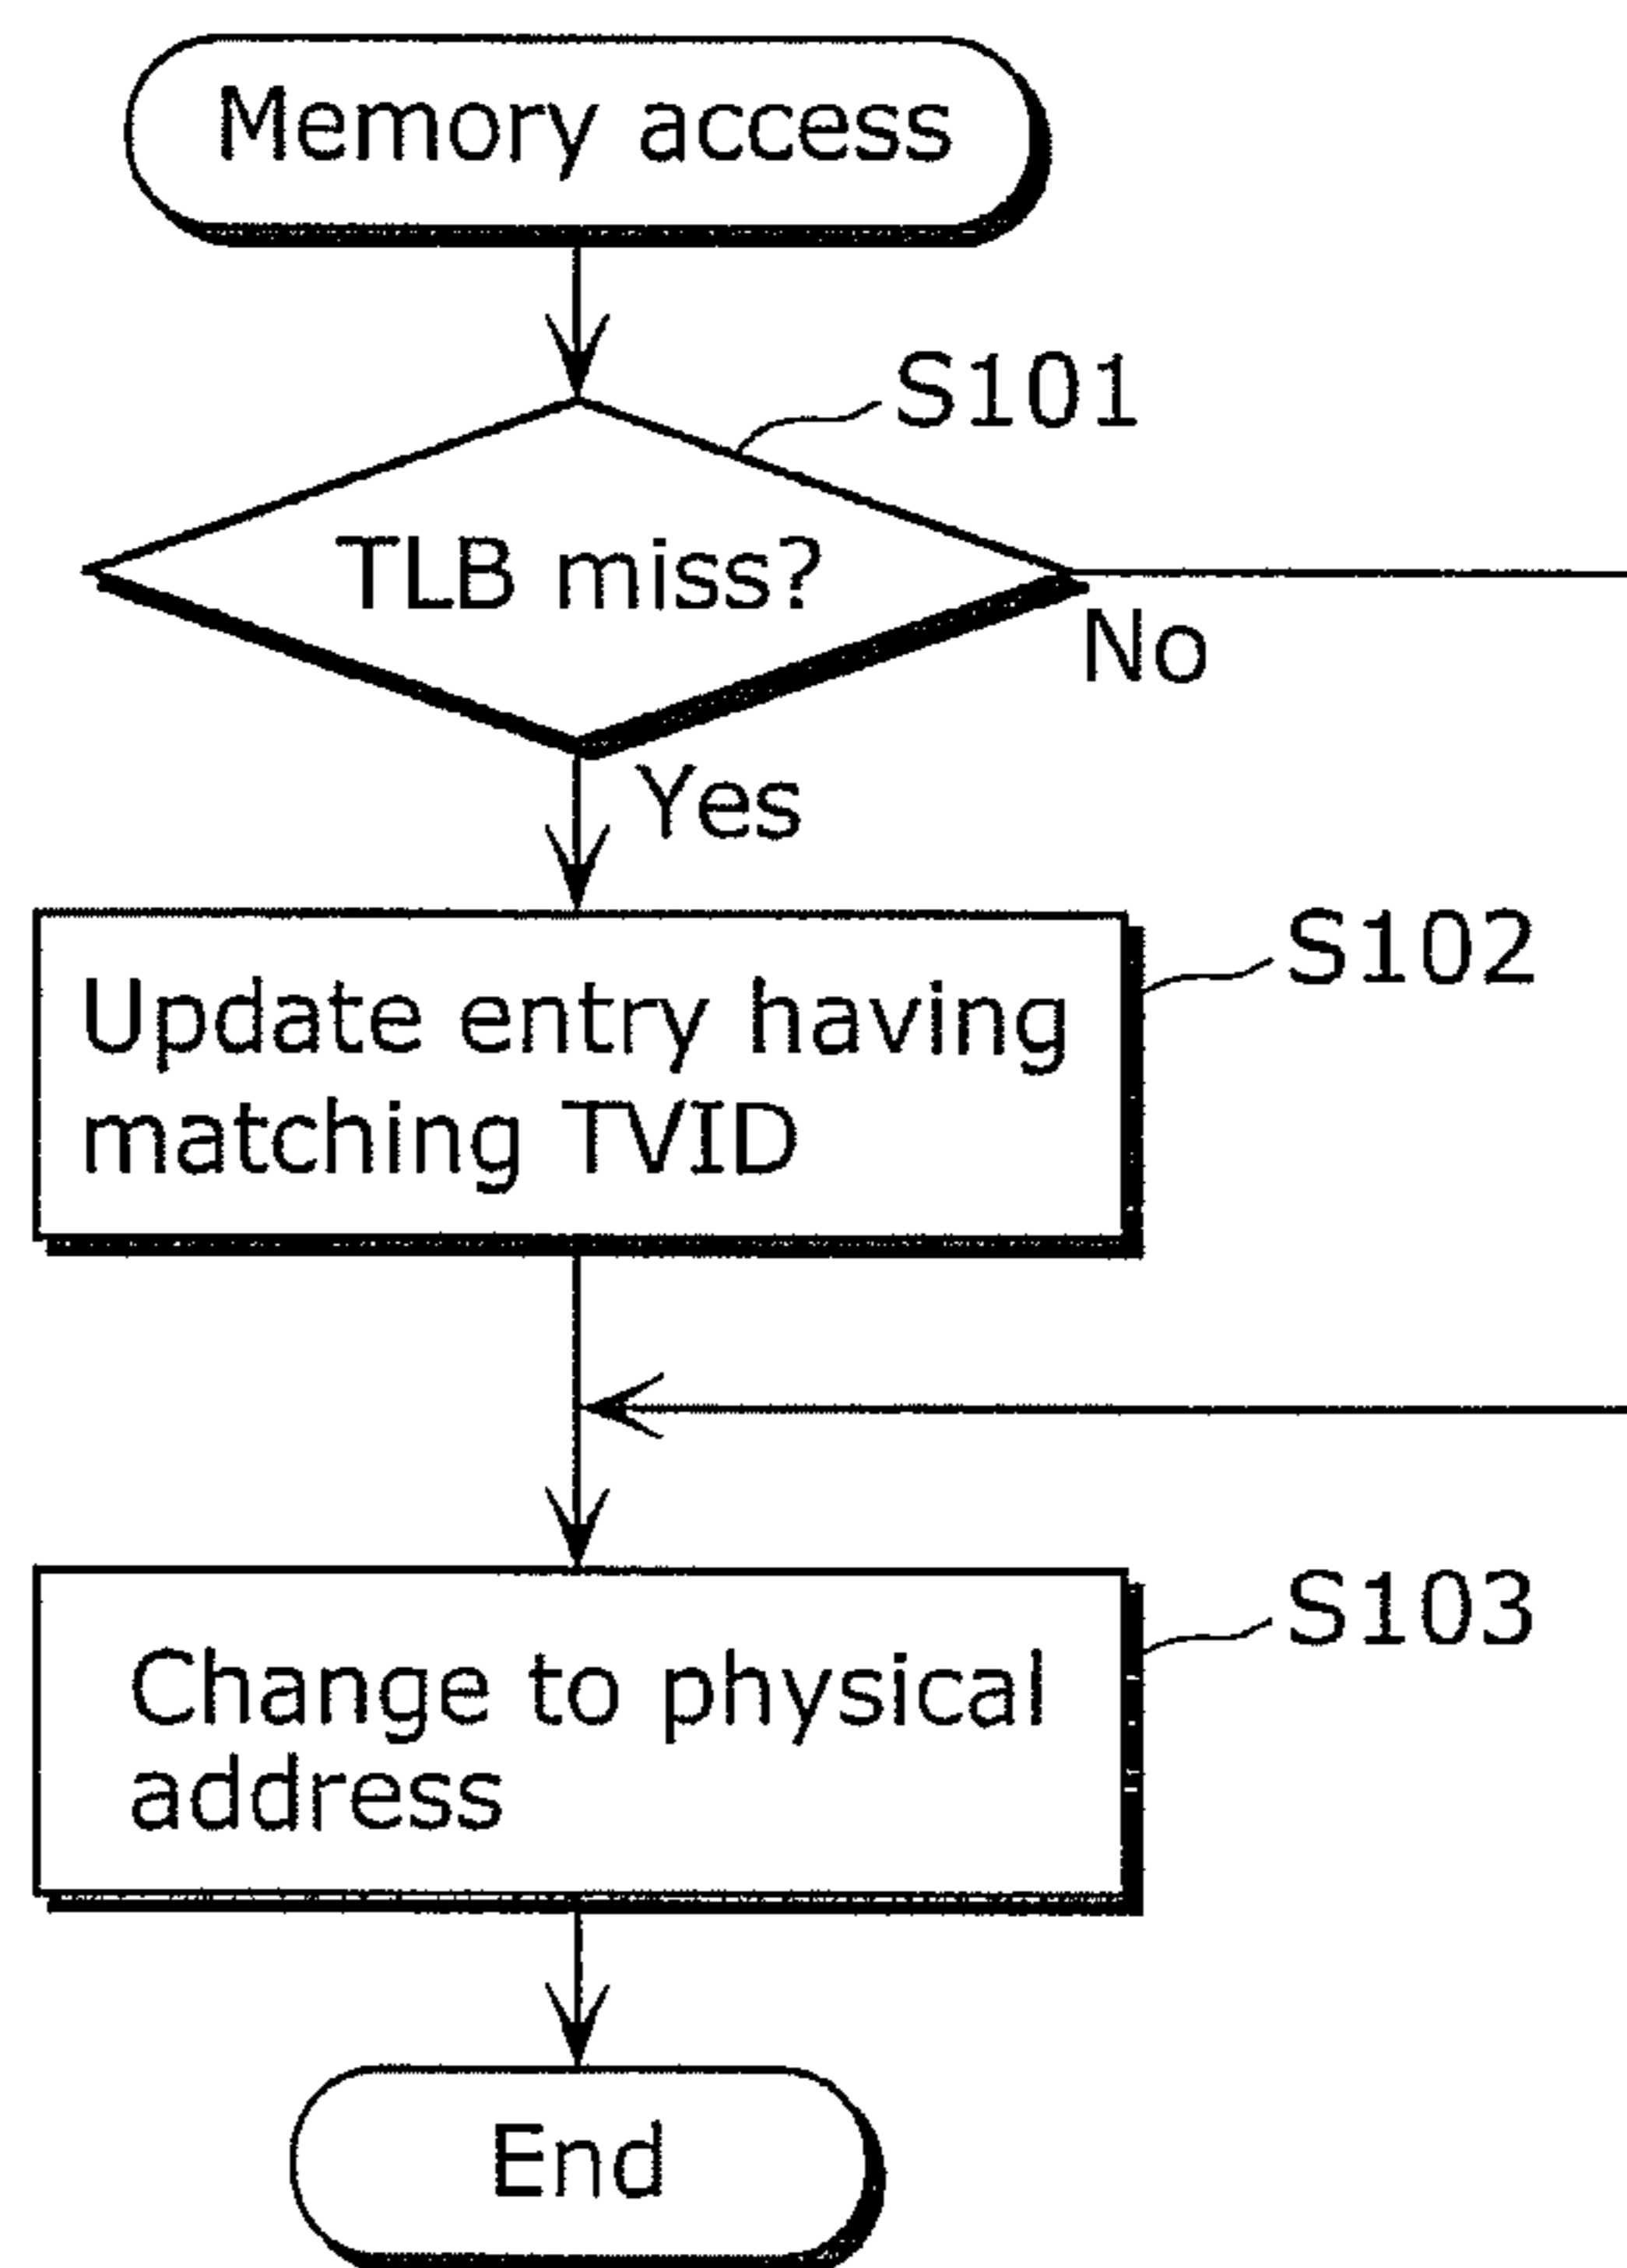 Memory access
S101
TLB miss?
No
Yes
S102
Update entry having
matching TVID
S103
Change to physical
address
End